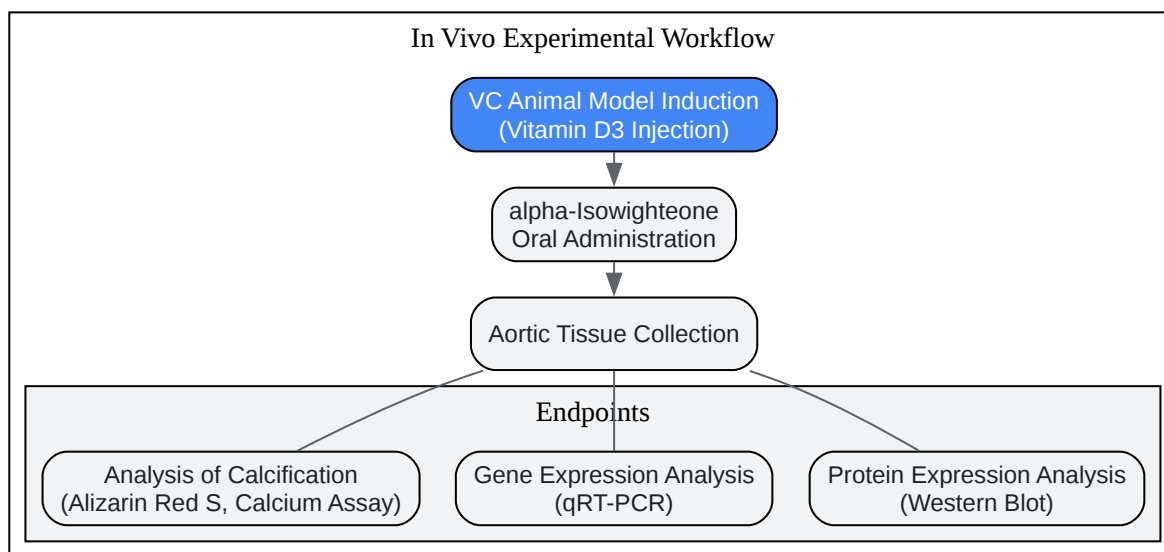 In Vivo Experimental Workflow
VC Animal Model Induction
(Vitamin D3 Injection)
alpha-Isowighteone
Oral Administration
Aortic Tissue Collection
Endpoints
Analysis of Calcification
(Alizarin Red S, Calcium Assay)
Gene Expression Analysis
(qRT-PCR)
Protein Expression Analysis
(Western Blot)